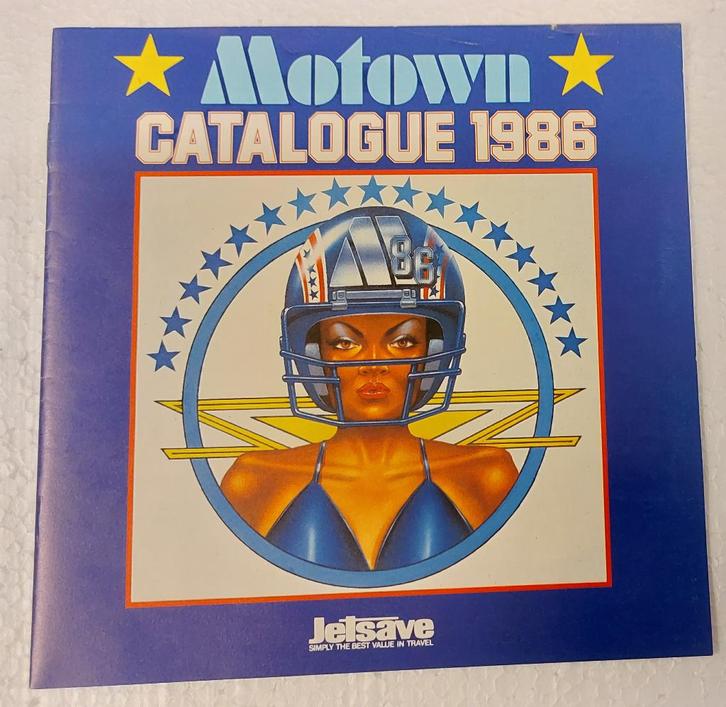 Motown
CATALOGUE 1986
M 86
Jetsave
SIMPLY THE BEST VALUE IN TRAVEL